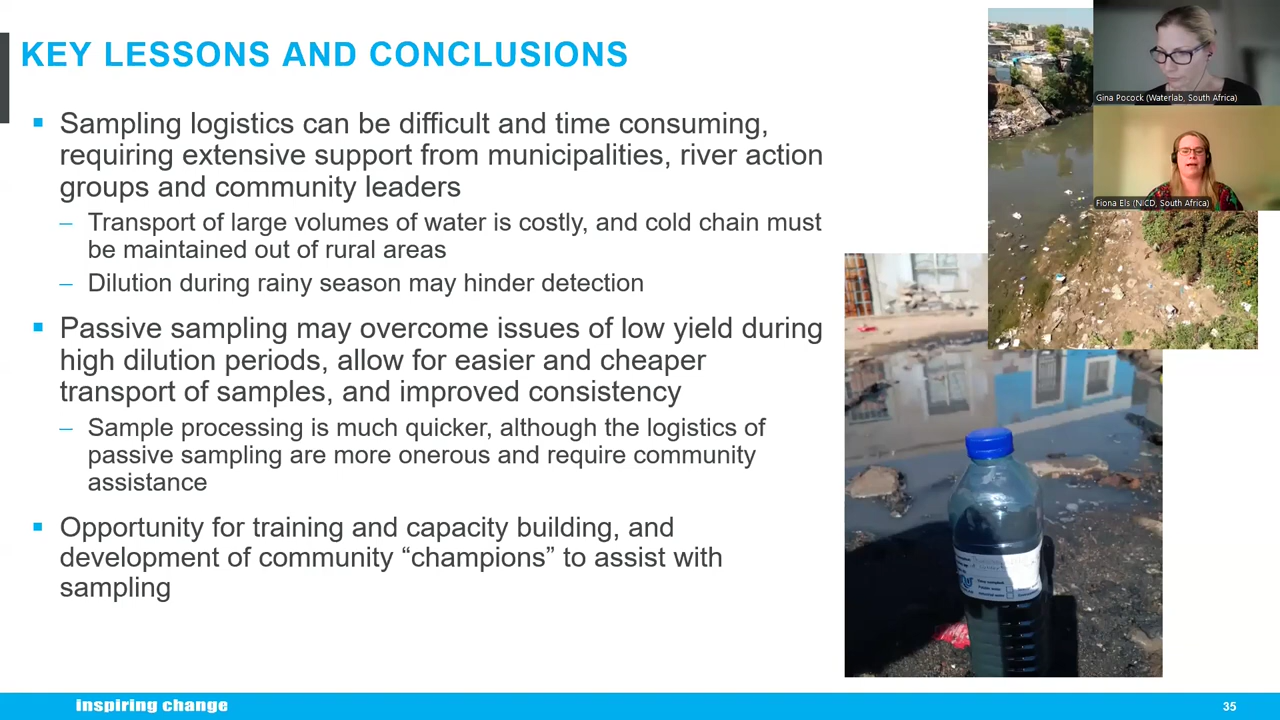 KEY LESSONS AND CONCLUSIONS
Sampling logistics can be difficult and time consuming,
requiring extensive support from municipalities, river action
groups and community leaders
– Transport of large volumes of water is costly, and cold chain must
be maintained out of rural areas
– Dilution during rainy season may hinder detection
Passive sampling may overcome issues of low yield during
high dilution periods, allow for easier and cheaper
transport of samples, and improved consistency
– Sample processing is much quicker, although the logistics of
passive sampling are more onerous and require community
assistance
Opportunity for training and capacity building, and
development of community “champions” to assist with
sampling
Gina Pocock (Waterlab, South Africa)
Fiona Els (NICD, South Africa)
inspiring change
35